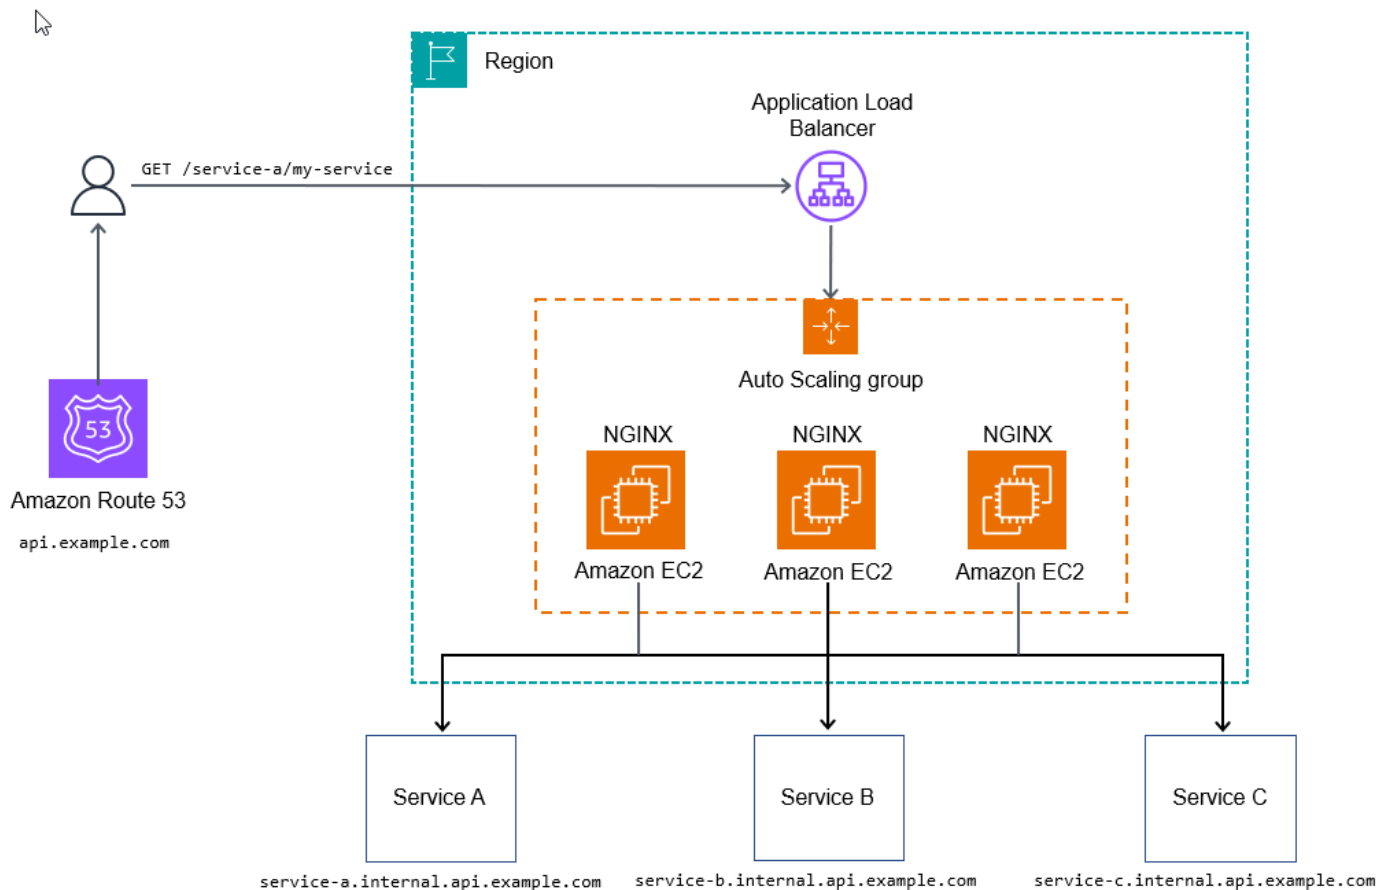 Region
Application Load
Balancer
GET /service-a/my-service
Auto Scaling group
53
NGINX
NGINX
NGINX
Amazon Route 53
api.example.com
Amazon EC2
Amazon EC2
Amazon EC2
Service A
Service B
Service C
service-a.internal.api.example.com
service-b.internal.api.example.com
service-c.internal.api.example.com